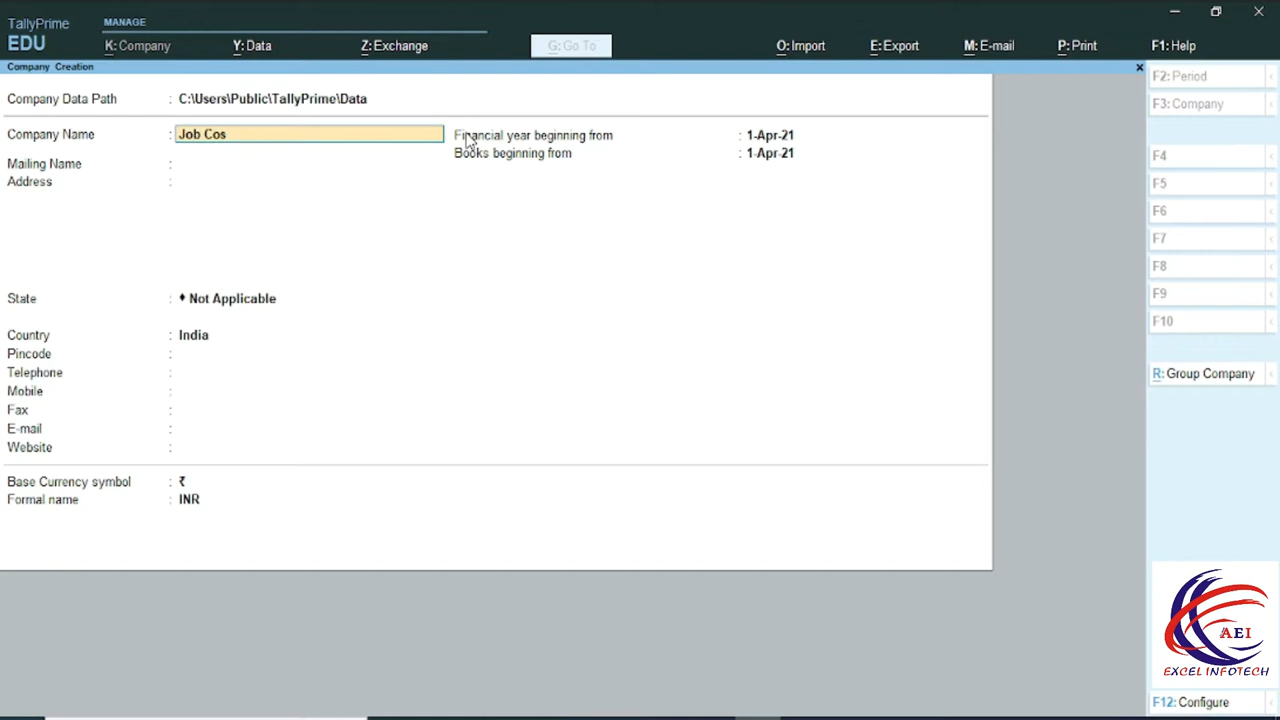 TallyPrime
EDU
MANAGE
K: Company
Y: Data
Z: Exchange
G: Go To
O: Import
E: Export
M: E-mail
P: Print
F1: Help
Company Creation
Company Data Path : C:\Users\Public\TallyPrime\Data
Company Name : Job Cos
Financial year beginning from : 1-Apr-21
Books beginning from : 1-Apr-21
Mailing Name :
Address :
State : ♦ Not Applicable
Country : India
Pincode :
Telephone :
Mobile :
Fax :
E-mail :
Website :
Base Currency symbol : ₹
Formal name : INR
F2: Period
F3: Company
F4
F5
F6
F7
F8
F9
F10
R: Group Company
AEI
EXCEL INFOTECH
F12: Configure